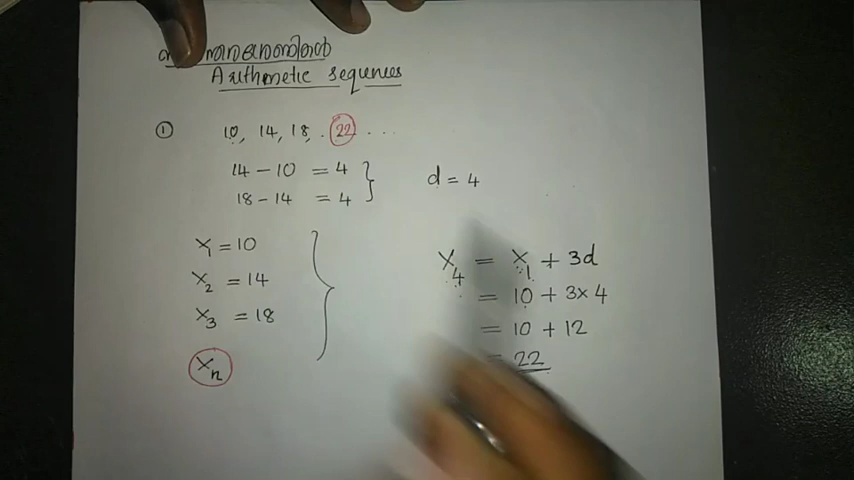 Arithmetic sequences
① 10, 14, 18, . 22 . . .
14 - 10 = 4
18 - 14 = 4
d = 4
x₁ = 10
x₂ = 14
x₃ = 18
xₙ
x₄ = x₁ + 3d
= 10 + 3 x 4
= 10 + 12
= 22